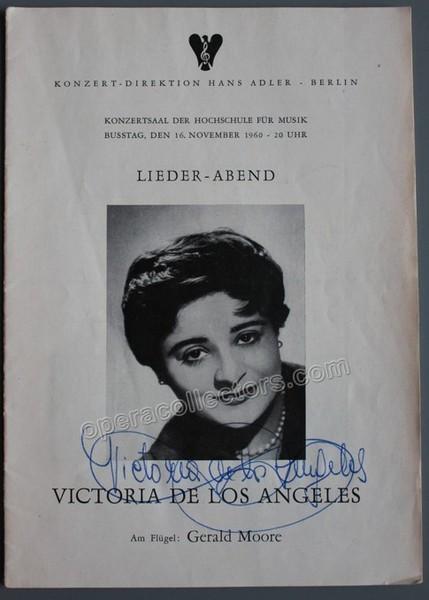 KONZERT-DIREKTION HANS ADLER - BERLIN
KONZERTSAAL DER HOCHSCHULE FÜR MUSIK
BUSSTAG, DEN 16. NOVEMBER 1960 - 20 UHR
LIEDER-ABEND
operacollectors.com
Victoria de los Angeles
VICTORIA DE LOS ANGELES
Am Flügel: Gerald Moore